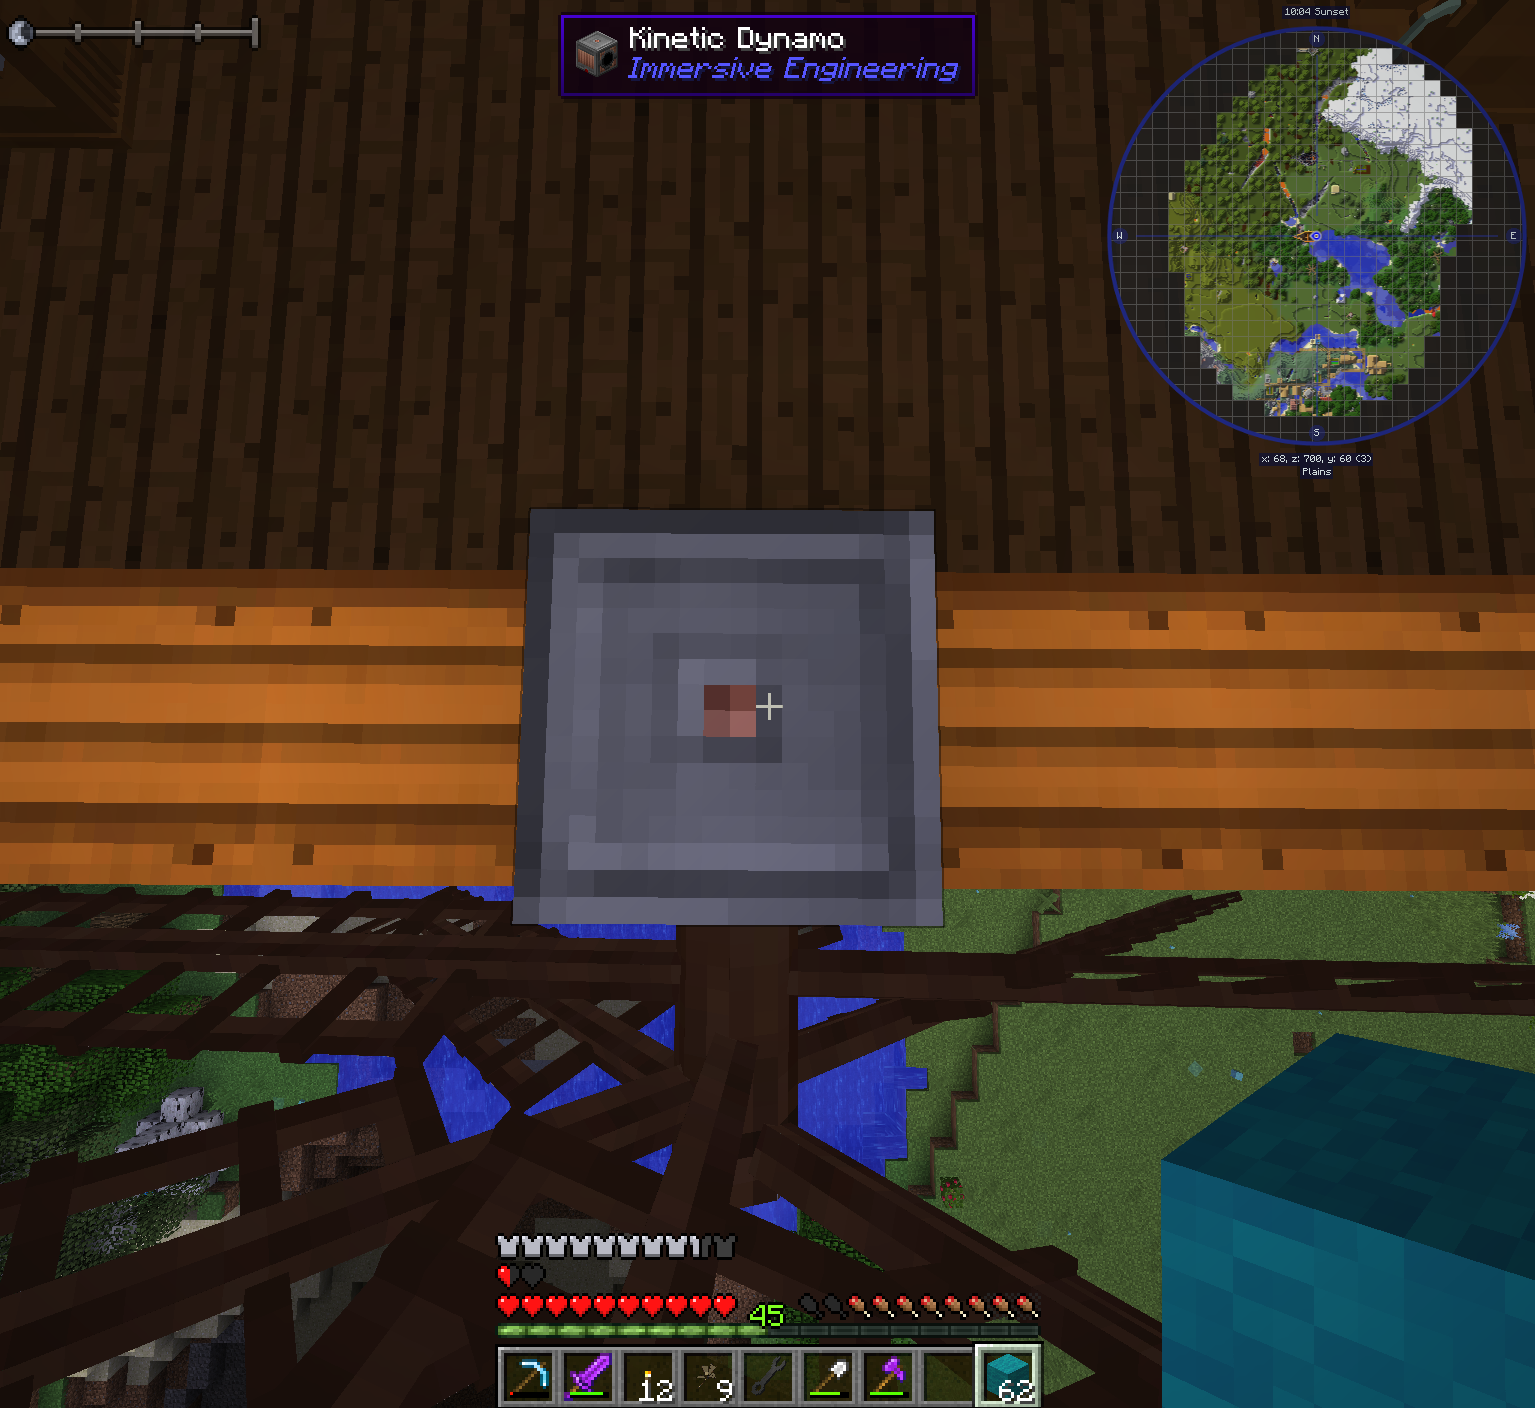 10:04 Sunset
Kinetic Dynamo
Immersive Engineering
N
W
E
S
x: 68, z: 700, y: 60 (3)
Plains
45
12
9
62